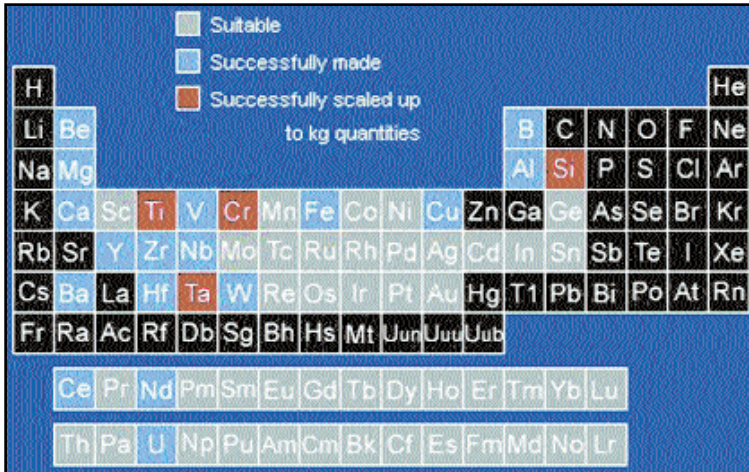 Suitable
Successfully made
Successfully scaled up
to kg quantities
H He
Li Be B C N O F Ne
Na Mg Al Si P S Cl Ar
K Ca Sc Ti V Cr Mn Fe Co Ni Cu Zn Ga Ge As Se Br Kr
Rb Sr Y Zr Nb Mo Tc Ru Rh Pd Ag Cd In Sn Sb Te I Xe
Cs Ba La Hf Ta W Re Os Ir Pt Au Hg T1 Pb Bi Po At Rn
Fr Ra Ac Rf Db Sg Bh Hs Mt Uun Uuu Uub
Ce Pr Nd Pm Sm Eu Gd Tb Dy Ho Er Tm Yb Lu
Th Pa U Np Pu Am Cm Bk Cf Es Fm Md No Lr